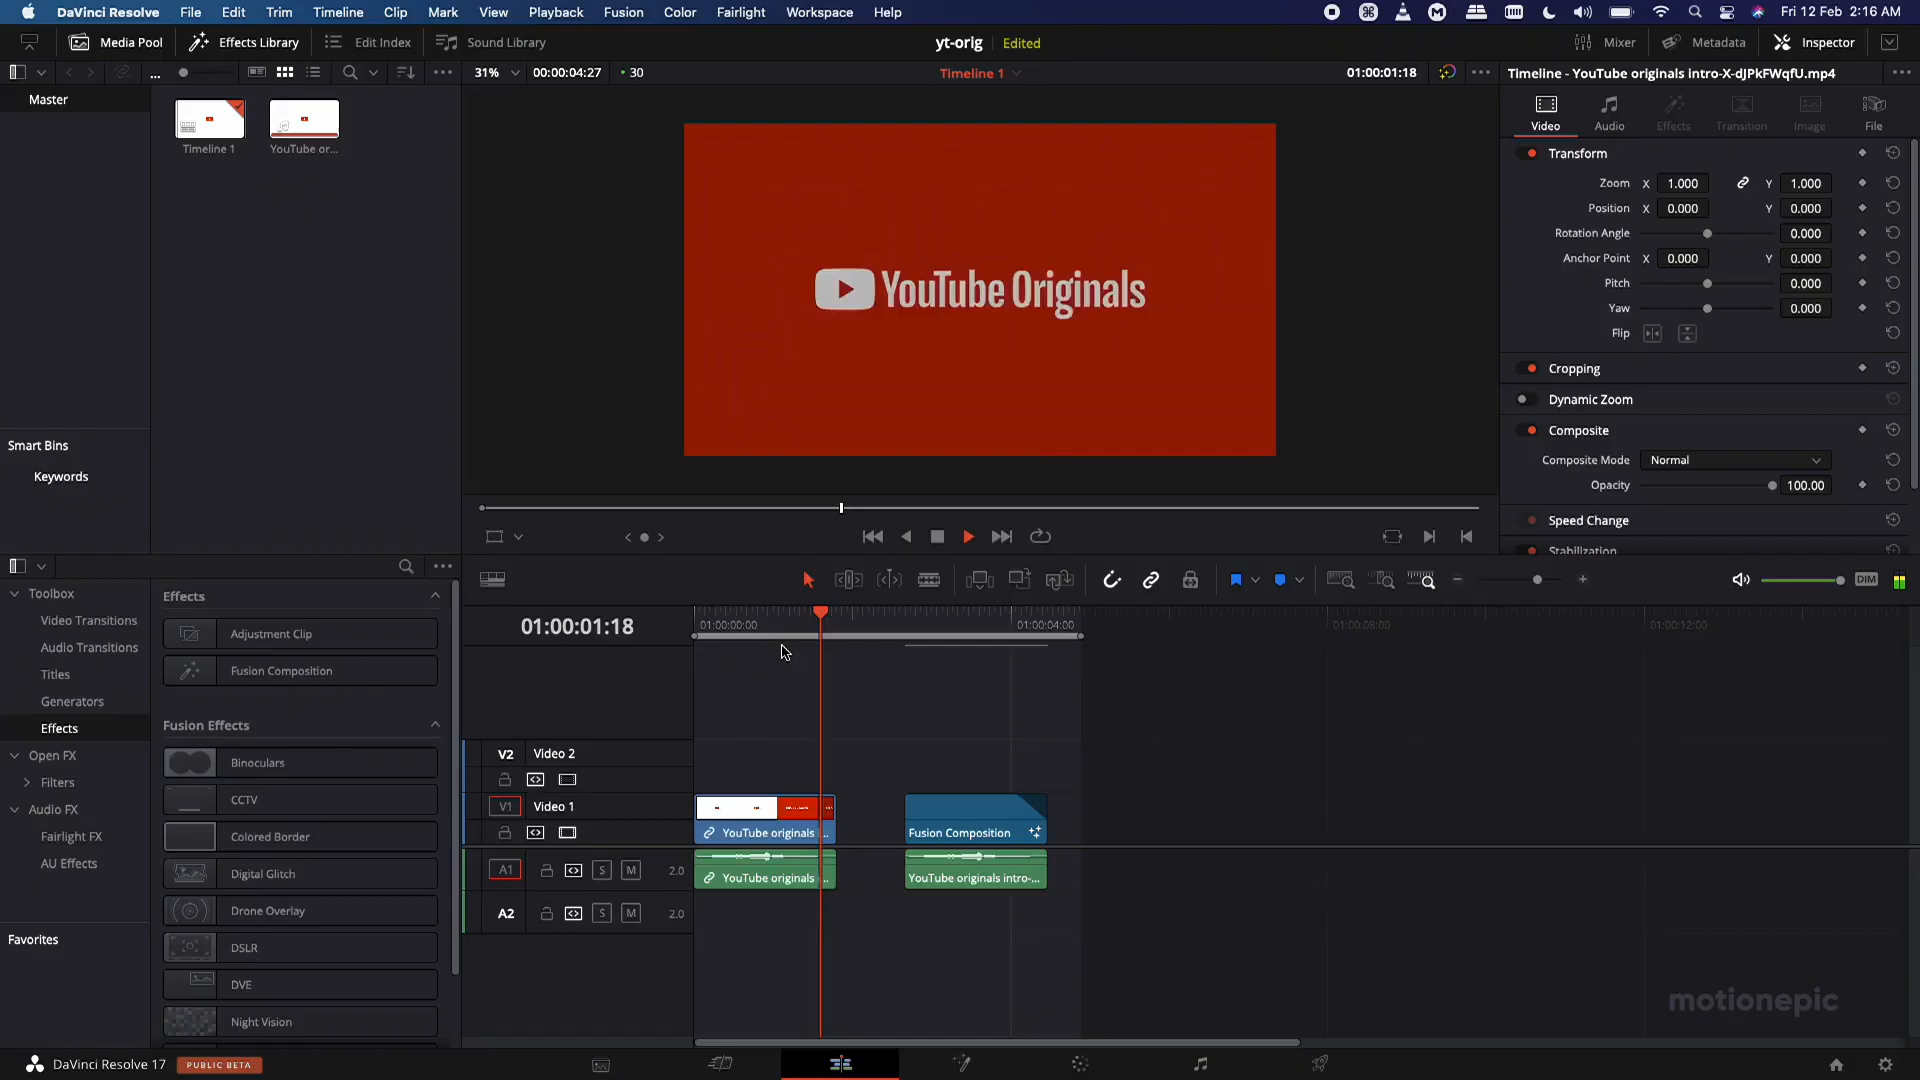 DaVinci Resolve File Edit Trim Timeline Clip Mark View Playback Fusion Color Fairlight Workspace Help Fri 12 Feb 2:16 AM
Media Pool Effects Library Edit Index Sound Library yt-orig Edited Mixer Metadata Inspector
31% 00:00:04:27 30 Timeline 1 01:00:01:18 Timeline - YouTube originals intro-X-dJPkFWqfU.mp4
Master
Timeline 1 YouTube or...
Video Audio Effects Transition Image File
Transform
Zoom X 1.000 Y 1.000
Position X 0.000 Y 0.000
Rotation Angle 0.000
Anchor Point X 0.000 Y 0.000
Pitch 0.000
Yaw 0.000
Flip
Cropping
Dynamic Zoom
Composite
Composite Mode Normal
Opacity 100.00
Speed Change
Stabilization
YouTube Originals
Smart Bins
Keywords
Toolbox
Video Transitions
Audio Transitions
Titles
Generators
Effects
Open FX
Filters
Audio FX
Fairlight FX
AU Effects
Favorites
Effects
Adjustment Clip
Fusion Composition
Fusion Effects
Binoculars
CCTV
Colored Border
Digital Glitch
Drone Overlay
DSLR
DVE
Night Vision
DIM
01:00:01:18 01:00:00:00 01:00:04:00 01:00:08:00 01:00:12:00
V2 Video 2
V1 Video 1
YouTube originals ... Fusion Composition
A1 S M 2.0 YouTube originals ... YouTube originals intro-...
A2 S M 2.0
motionepic
DaVinci Resolve 17 PUBLIC BETA